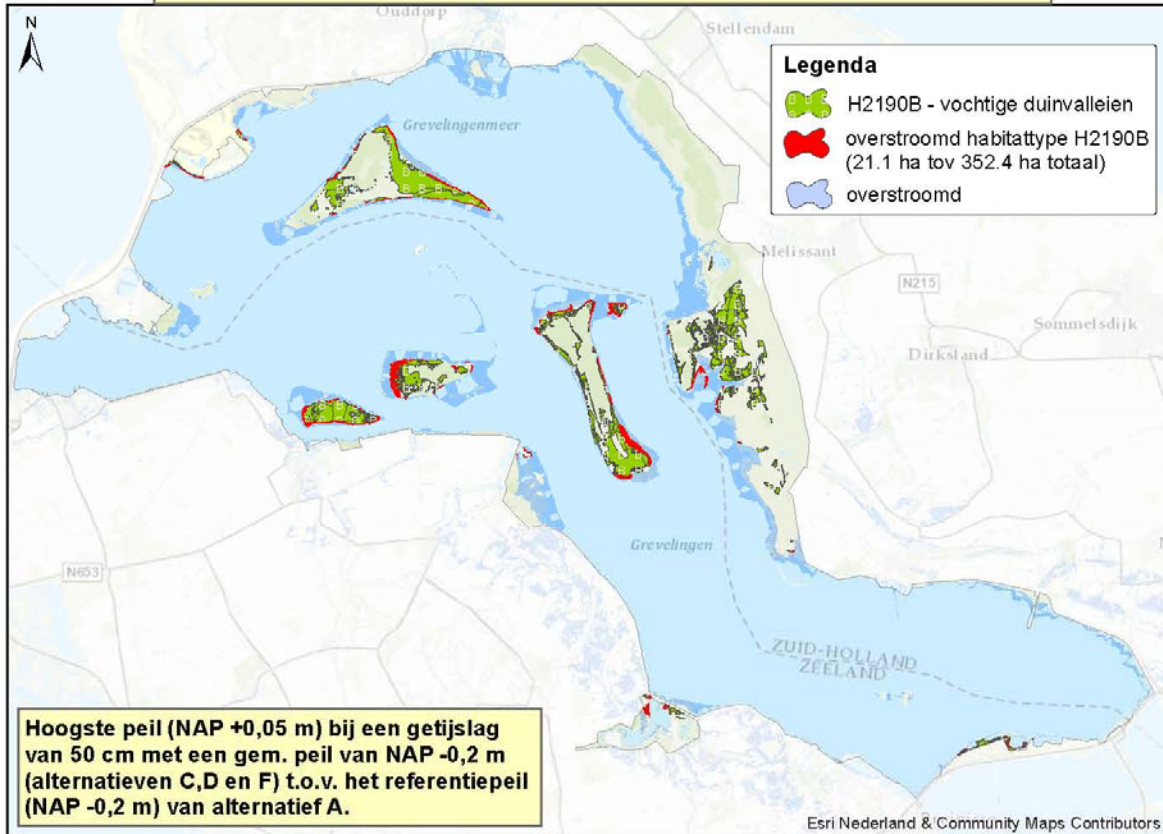 N
Ouddorp
Stellendam
Legenda
H2190B - vochtige duinvalleien
overstroomd habitattype H2190B
(21.1 ha tov 352.4 ha totaal)
overstroomd
Grevelingenmeer
Melissant
N215
Sommelsdijk
Dirksland
Grevelingen
N653
ZUID-HOLLAND
ZEELAND
Hoogste peil (NAP +0,05 m) bij een getijslag
van 50 cm met een gem. peil van NAP -0,2 m
(alternatieven C,D en F) t.o.v. het referentiepeil
(NAP -0,2 m) van alternatief A.
Esri Nederland & Community Maps Contributors